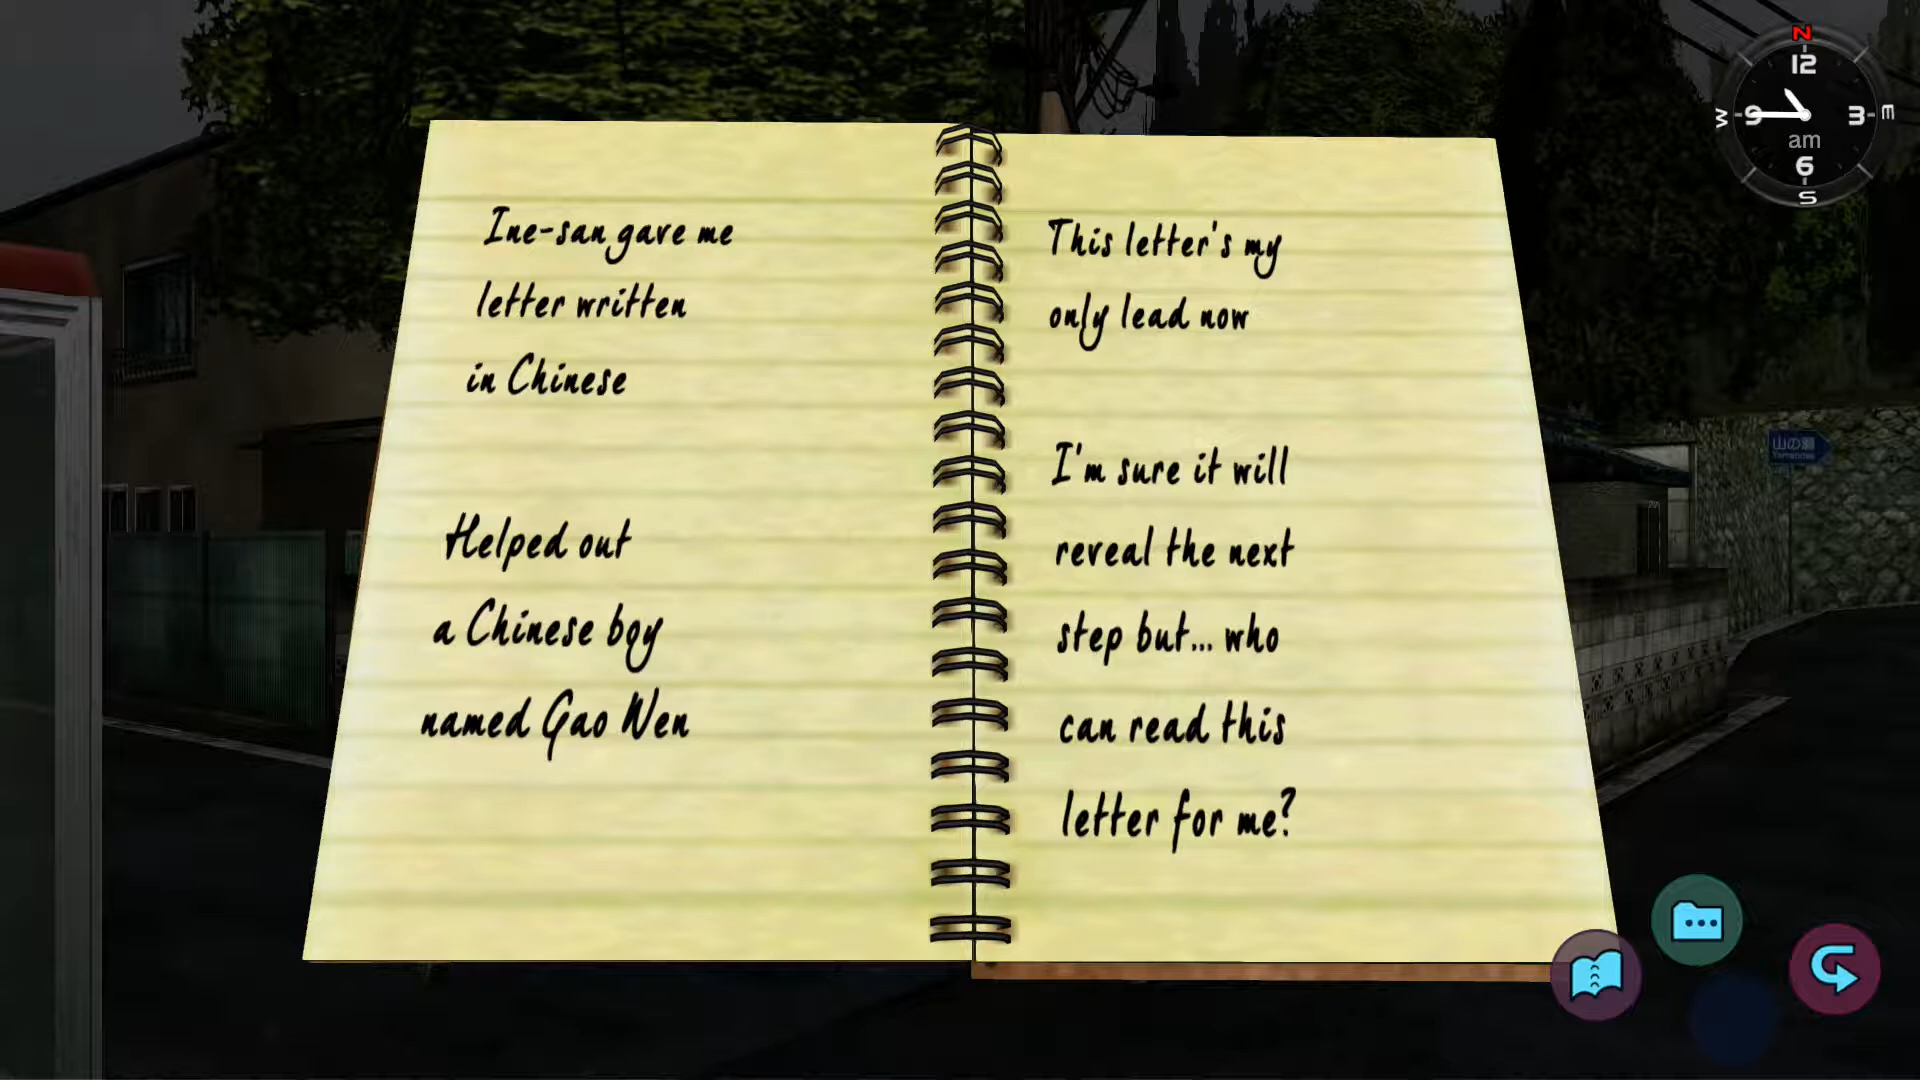 Ine-san gave me
letter written
in Chinese
Helped out
a Chinese boy
named Gao Wen
This letter's my
only lead now
I'm sure it will
reveal the next
step but... who
can read this
letter for me?
N
12
W
9
3
E
am
6
S